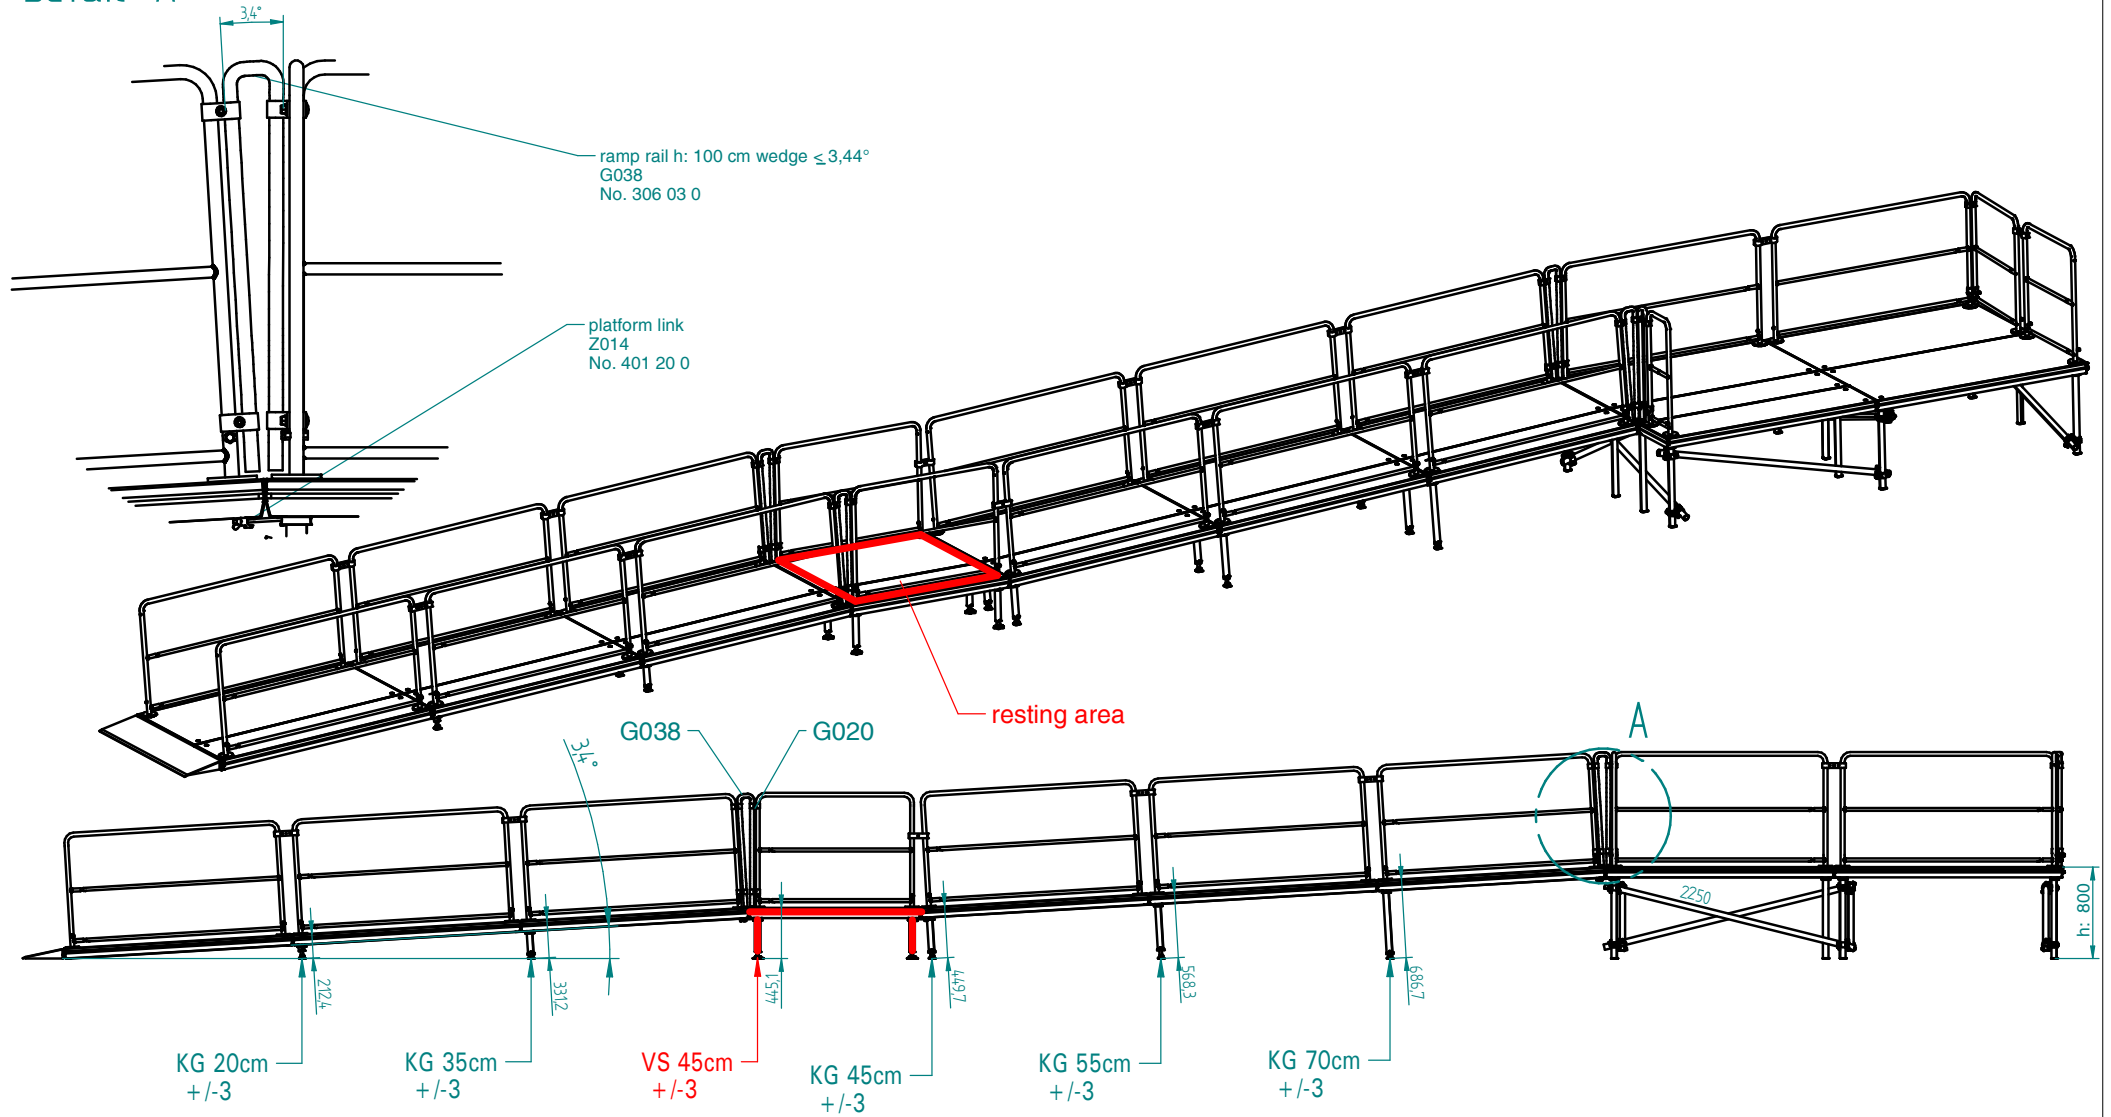 3,4°
ramp rail h: 100 cm wedge ≤ 3,44°
G038
No. 306 03 0
platform link
Z014
No. 401 20 0
resting area
G038
G020
A
3,4°
2250
h: 800
212,4
331,2
445,1
449,7
568,3
686,7
KG 20cm
+/-3
KG 35cm
+/-3
VS 45cm
+/-3
KG 45cm
+/-3
KG 55cm
+/-3
KG 70cm
+/-3